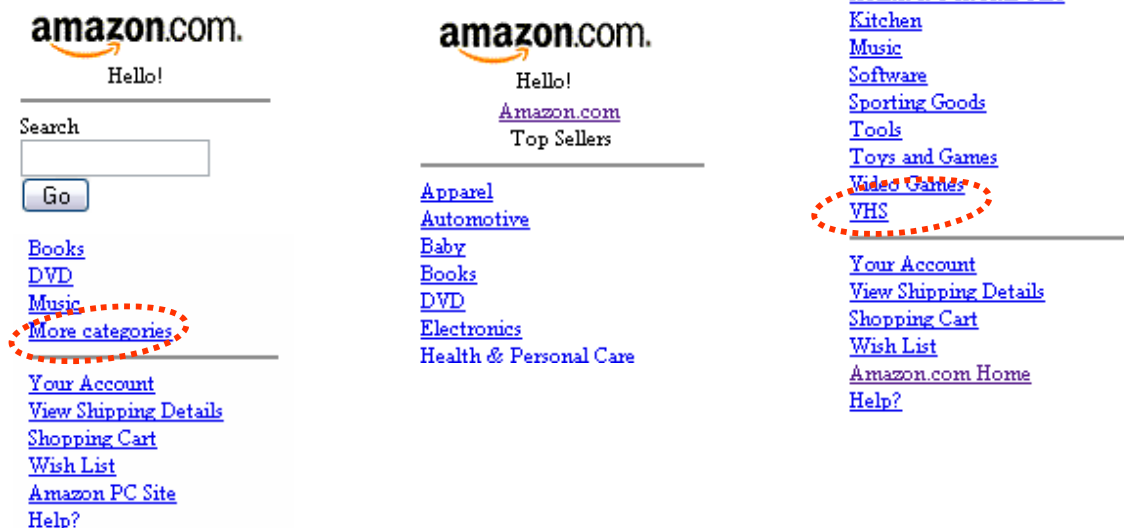 amazon.com.
Hello!
Search
Go
Books
DVD
Music
More categories
Your Account
View Shipping Details
Shopping Cart
Wish List
Amazon PC Site
Help?
amazon.com.
Hello!
Amazon.com
Top Sellers
Apparel
Automotive
Baby
Books
DVD
Electronics
Health & Personal Care
Kitchen
Music
Software
Sporting Goods
Tools
Toys and Games
Video Games
VHS
Your Account
View Shipping Details
Shopping Cart
Wish List
Amazon.com Home
Help?